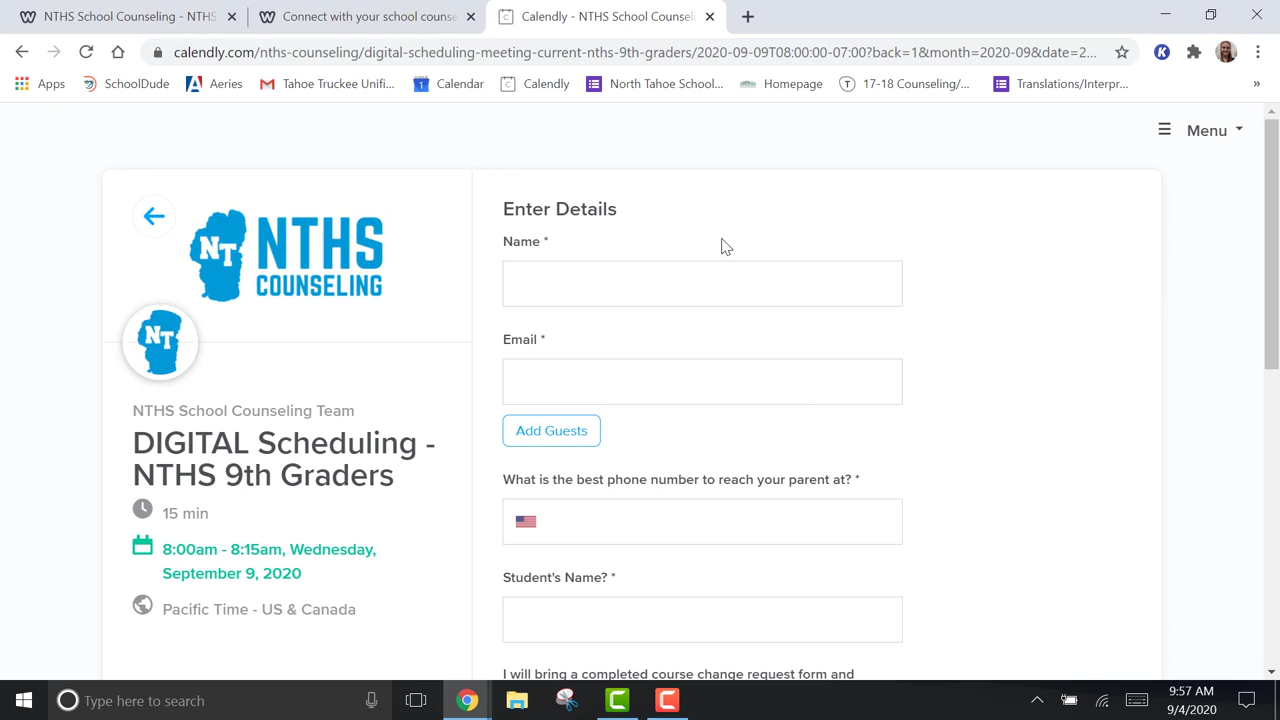 NTHS School Counseling - NTHS
Connect with your school counse
Calendly - NTHS School Counseli
calendly.com/nths-counseling/digital-scheduling-meeting-current-nths-9th-graders/2020-09-09T08:00:00-07:00?back=1&month=2020-09&date=2...
Apps
SchoolDude
Aeries
Tahoe Truckee Unifi...
Calendar
Calendly
North Tahoe School...
Homepage
17-18 Counseling/...
Translations/Interpr...
»
Menu
NT NTHS
COUNSELING
NT
NTHS School Counseling Team
DIGITAL Scheduling -
NTHS 9th Graders
15 min
8:00am - 8:15am, Wednesday,
September 9, 2020
Pacific Time - US & Canada
Enter Details
Name *
Email *
Add Guests
What is the best phone number to reach your parent at? *
Student's Name? *
I will bring a completed course change request form and
Type here to search
9:57 AM
9/4/2020